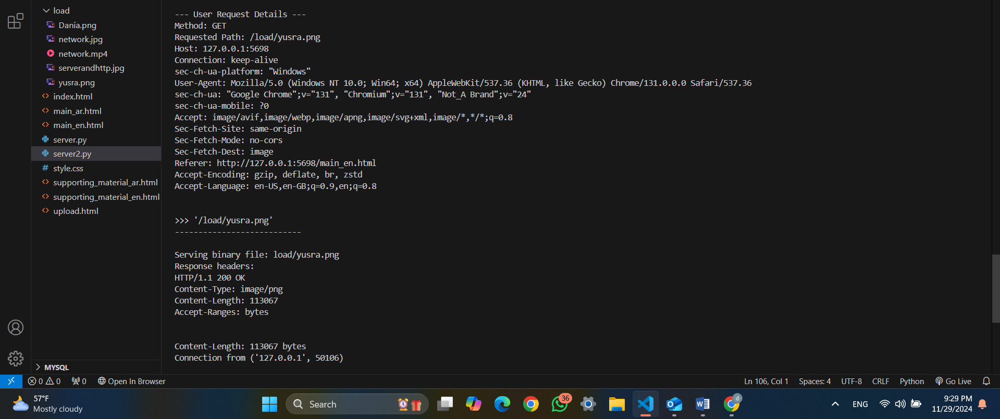 load
Dania.png
network.jpg
network.mp4
serverandhttp.jpg
yusra.png
index.html
main_ar.html
main_en.html
server.py
server2.py
style.css
supporting_material_ar.html
supporting_material_en.html
upload.html
MYSQL
--- User Request Details ---
Method: GET
Requested Path: /load/yusra.png
Host: 127.0.0.1:5698
Connection: keep-alive
sec-ch-ua-platform: "Windows"
User-Agent: Mozilla/5.0 (Windows NT 10.0; Win64; x64) AppleWebKit/537.36 (KHTML, like Gecko) Chrome/131.0.0.0 Safari/537.36
sec-ch-ua: "Google Chrome";v="131", "Chromium";v="131", "Not_A Brand";v="24"
sec-ch-ua-mobile: ?0
Accept: image/avif,image/webp,image/apng,image/svg+xml,image/*,*/*;q=0.8
Sec-Fetch-Site: same-origin
Sec-Fetch-Mode: no-cors
Sec-Fetch-Dest: image
Referer: http://127.0.0.1:5698/main_en.html
Accept-Encoding: gzip, deflate, br, zstd
Accept-Language: en-US,en-GB;q=0.9,en;q=0.8
>>> '/load/yusra.png'
---------------------------
Serving binary file: load/yusra.png
Response headers:
HTTP/1.1 200 OK
Content-Type: image/png
Content-Length: 113067
Accept-Ranges: bytes
Content-Length: 113067 bytes
Connection from ('127.0.0.1', 50106)
0 0 0 Open In Browser Ln 106, Col 1 Spaces: 4 UTF-8 CRLF Python Go Live
57°F
Mostly cloudy
Search
36
d
ENG
9:29 PM
11/29/2024